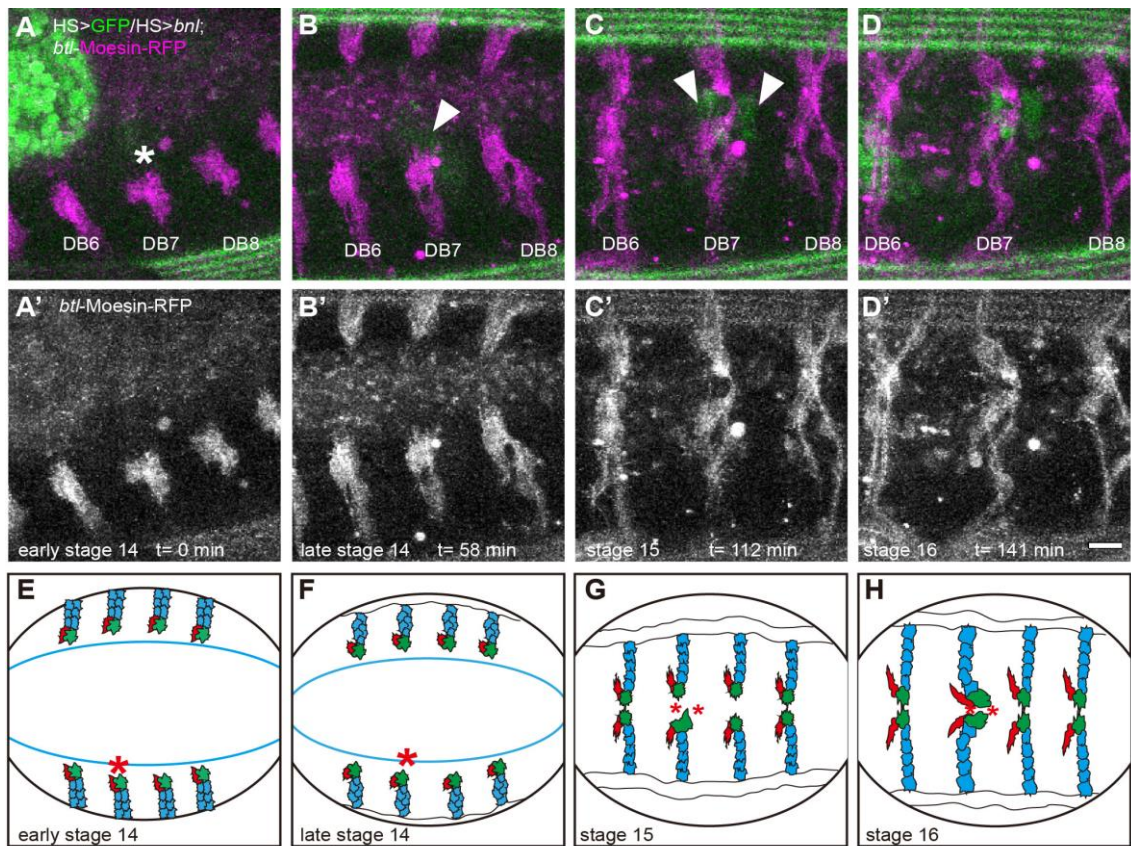 A HS>GFP/HS>bnl;
btl-Moesin-RFP
*
DB6 DB7 DB8
B
DB6 DB7 DB8
C
DB6 DB7 DB8
D
DB6 DB7 DB8
A’ btl-Moesin-RFP
early stage 14 t= 0 min
B’
late stage 14 t= 58 min
C’
stage 15 t= 112 min
D’
stage 16 t= 141 min
E
*
early stage 14
F
*
late stage 14
G
* *
stage 15
H
* *
stage 16